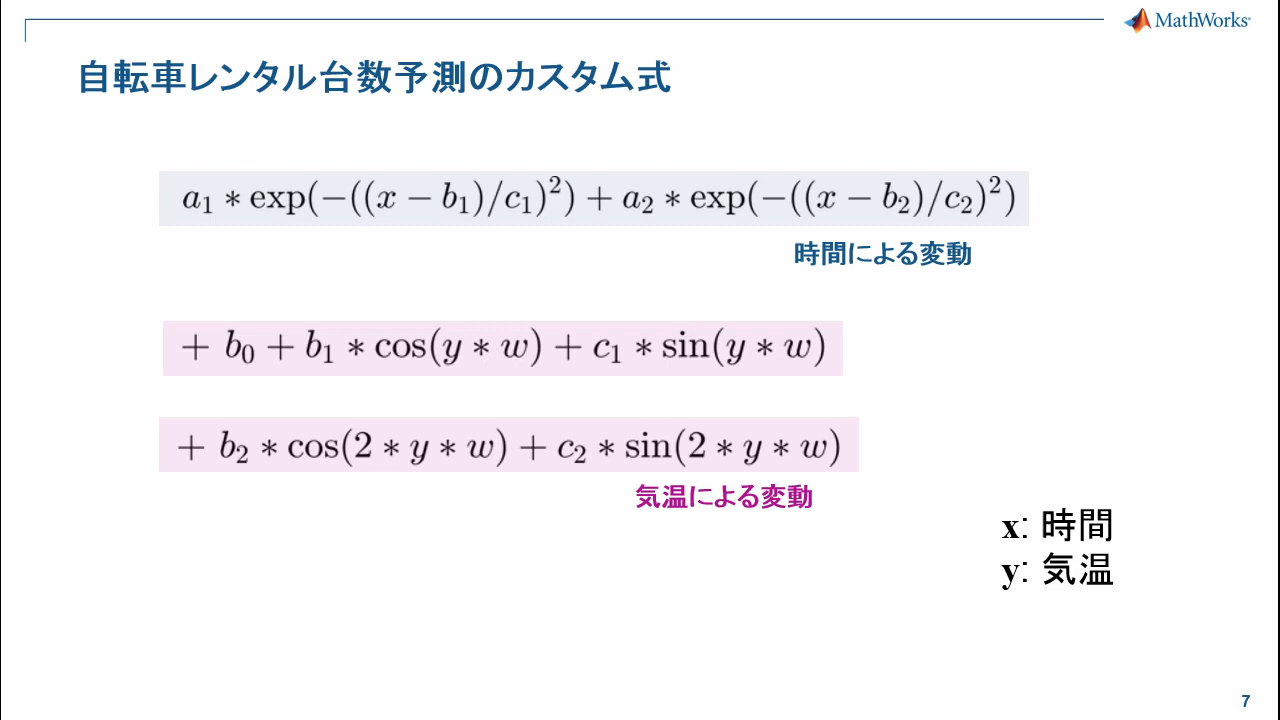 MathWorks®
自転車レンタル台数予測のカスタム式
a₁ * exp(−((x − b₁)/c₁)²) + a₂ * exp(−((x − b₂)/c₂)²)
時間による変動
+ b₀ + b₁ * cos(y * w) + c₁ * sin(y * w)
+ b₂ * cos(2 * y * w) + c₂ * sin(2 * y * w)
気温による変動
x: 時間
y: 気温
7